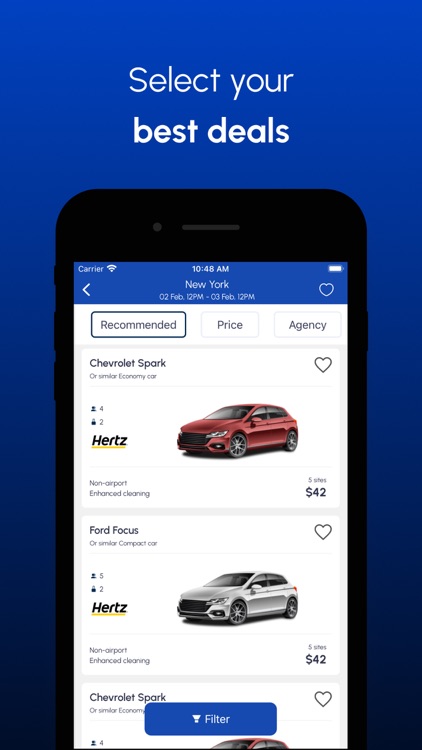 Select your
best deals
Carrier 10:48 AM
New York
02 Feb, 12PM - 03 Feb, 12PM
Recommended Price Agency
Chevrolet Spark
Or similar Economy car
4
2
Hertz
Non-airport
Enhanced cleaning
5 sites
$42
Ford Focus
Or similar Compact car
5
2
Hertz
Non-airport
Enhanced cleaning
5 sites
$42
Chevrolet Spark
Or similar Econom
Filter
4